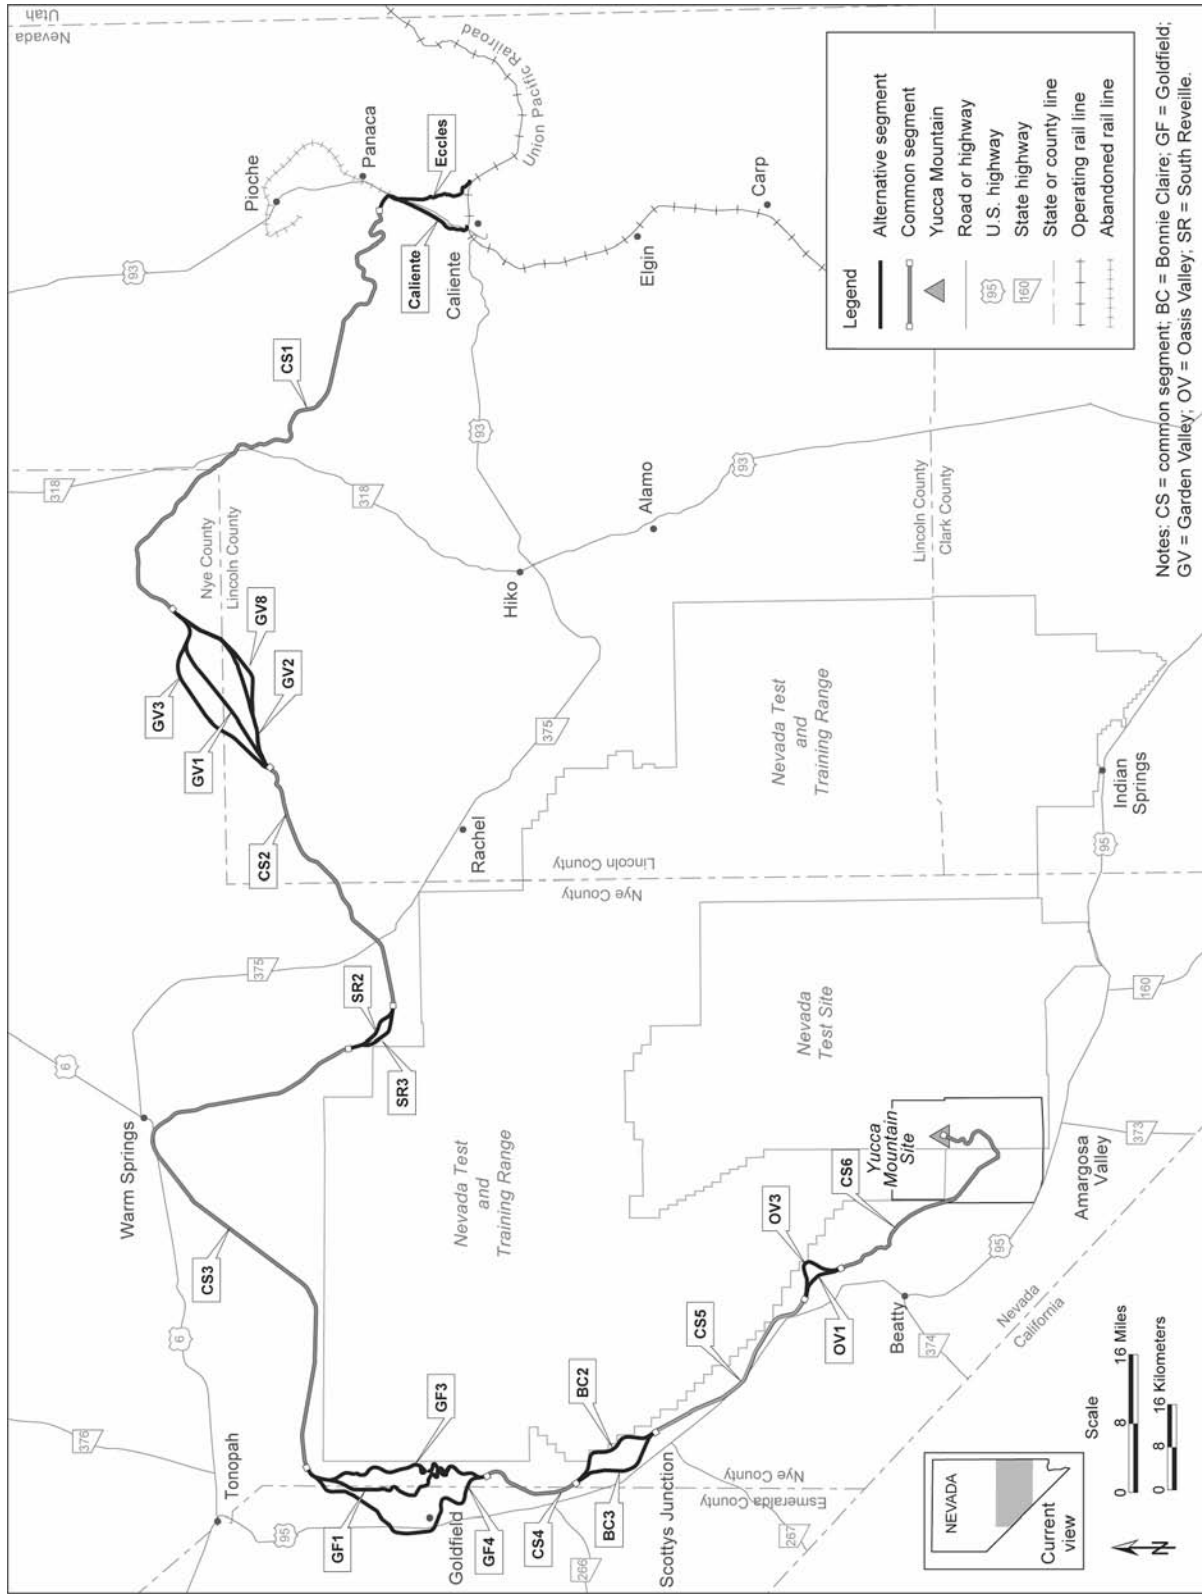 Utah
Nevada
93
Pioche
Panaca
Union Pacific Railroad
Eccles
Caliente
Caliente
Elgin
Carp
CS1
318
318
93
Nye County
Lincoln County
Hiko
Alamo
93
Lincoln County
Clark County
GV3
GV1
GV8
GV2
CS2
375
Rachel
Lincoln County
Nye County
Nevada Test
and
Training Range
Indian
Springs
95
6
375
Warm Springs
SR2
SR3
CS3
Nevada Test
and
Training Range
Nevada
Test Site
160
Yucca
Mountain
Site
CS6
OV3
OV1
Amargosa
Valley
373
95
Beatty
374
Nevada
California
6
376
Tonopah
95
GF1
GF3
Goldfield
GF4
CS4
266
BC2
BC3
CS5
Scottys Junction
Nye County
Esmeralda County
267
Legend
Alternative segment
Common segment
Yucca Mountain
Road or highway
95 U.S. highway
160 State highway
State or county line
Operating rail line
Abandoned rail line
Notes: CS = common segment; BC = Bonnie Claire; GF = Goldfield;
GV = Garden Valley; OV = Oasis Valley; SR = South Reveille.
NEVADA
Current
view
N
Scale
0 8 16 Miles
0 8 16 Kilometers